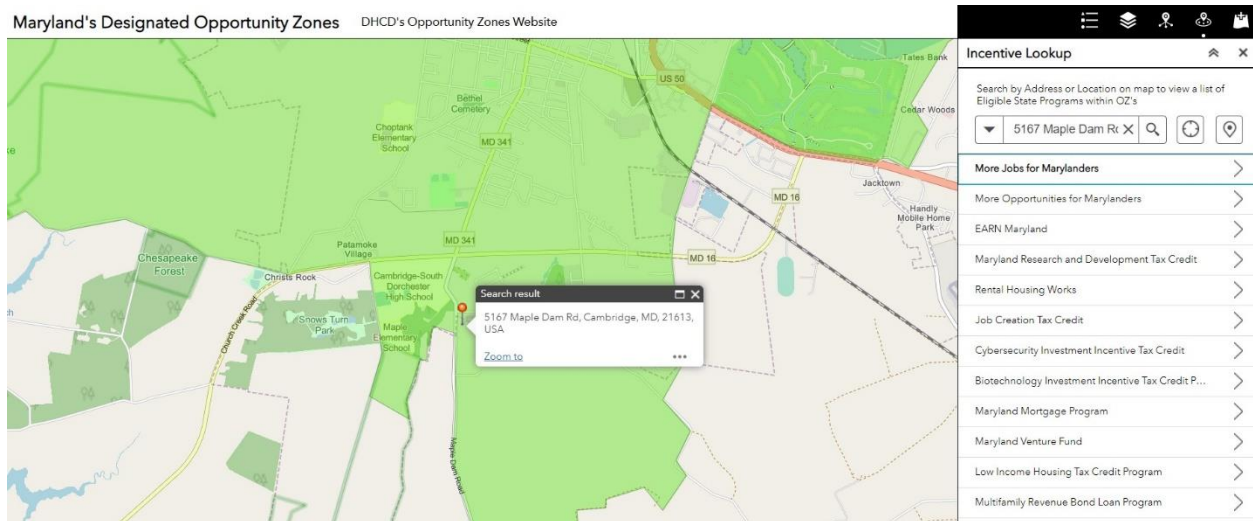 Maryland's Designated Opportunity Zones
DHCD's Opportunity Zones Website
Incentive Lookup
Search by Address or Location on map to view a list of
Eligible State Programs within OZ's
5167 Maple Dam Rc
More Jobs for Marylanders
More Opportunities for Marylanders
EARN Maryland
Maryland Research and Development Tax Credit
Rental Housing Works
Job Creation Tax Credit
Cybersecurity Investment Incentive Tax Credit
Biotechnology Investment Incentive Tax Credit P...
Maryland Mortgage Program
Maryland Venture Fund
Low Income Housing Tax Credit Program
Multifamily Revenue Bond Loan Program
Tates Bank
US 50
Bethel
Cemetery
Cedar Woods
Choptank
Elementary
School
MD 341
Jacktown
MD 16
Handly
Mobile Home
Park
Patamoke
Village
MD 341
MD 16
Chesapeake
Forest
Christs Rock
Cambridge-South
Dorchester
High School
Snows Turn
Park
Maple
Elementary
School
Church Creek Road
Maple Dam Road
Search result
5167 Maple Dam Rd, Cambridge, MD, 21613,
USA
Zoom to